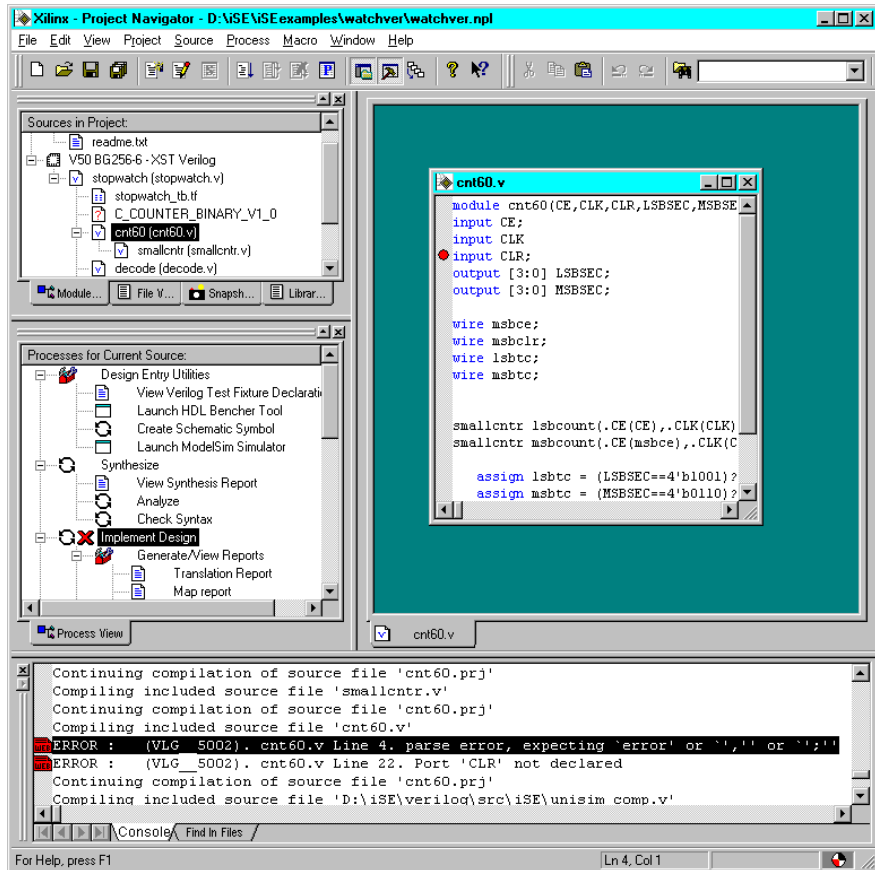 Xilinx - Project Navigator - D:\iSE\iSEexamples\watchver\watchver.npl
File Edit View Project Source Process Macro Window Help
Sources in Project:
readme.txt
V50 BG256-6 - XST Verilog
stopwatch (stopwatch.v)
stopwatch_tb.tf
C_COUNTER_BINARY_V1_0
cnt60 (cnt60.v)
smallcntr (smallcntr.v)
decode (decode.v)
Module... File V... Snapsh... Librar...
Processes for Current Source:
Design Entry Utilities
View Verilog Test Fixture Declarati
Launch HDL Bencher Tool
Create Schematic Symbol
Launch ModelSim Simulator
Synthesize
View Synthesis Report
Analyze
Check Syntax
Implement Design
Generate/View Reports
Translation Report
Map report
Process View
cnt60.v
module cnt60(CE,CLK,CLR,LSBSEC,MSBSE
input CE;
input CLK
input CLR;
output [3:0] LSBSEC;
output [3:0] MSBSEC;
wire msbce;
wire msbclr;
wire lsbtc;
wire msbtc;
smallcntr lsbcount(.CE(CE),.CLK(CLK)
smallcntr msbcount(.CE(msbce),.CLK(C
assign lsbtc = (LSBSEC==4'b1001)?
assign msbtc = (MSBSEC==4'b0110)?
cnt60.v
Continuing compilation of source file 'cnt60.prj'
Compiling included source file 'smallcntr.v'
Continuing compilation of source file 'cnt60.prj'
Compiling included source file 'cnt60.v'
ERROR : (VLG__5002). cnt60.v Line 4. parse error, expecting `error' or `','' or `';''
ERROR : (VLG__5002). cnt60.v Line 22. Port 'CLR' not declared
Continuing compilation of source file 'cnt60.prj'
Compiling included source file 'D:\iSE\verilog\src\iSE\unisim_comp.v'
Console Find in Files
For Help, press F1
Ln 4, Col 1